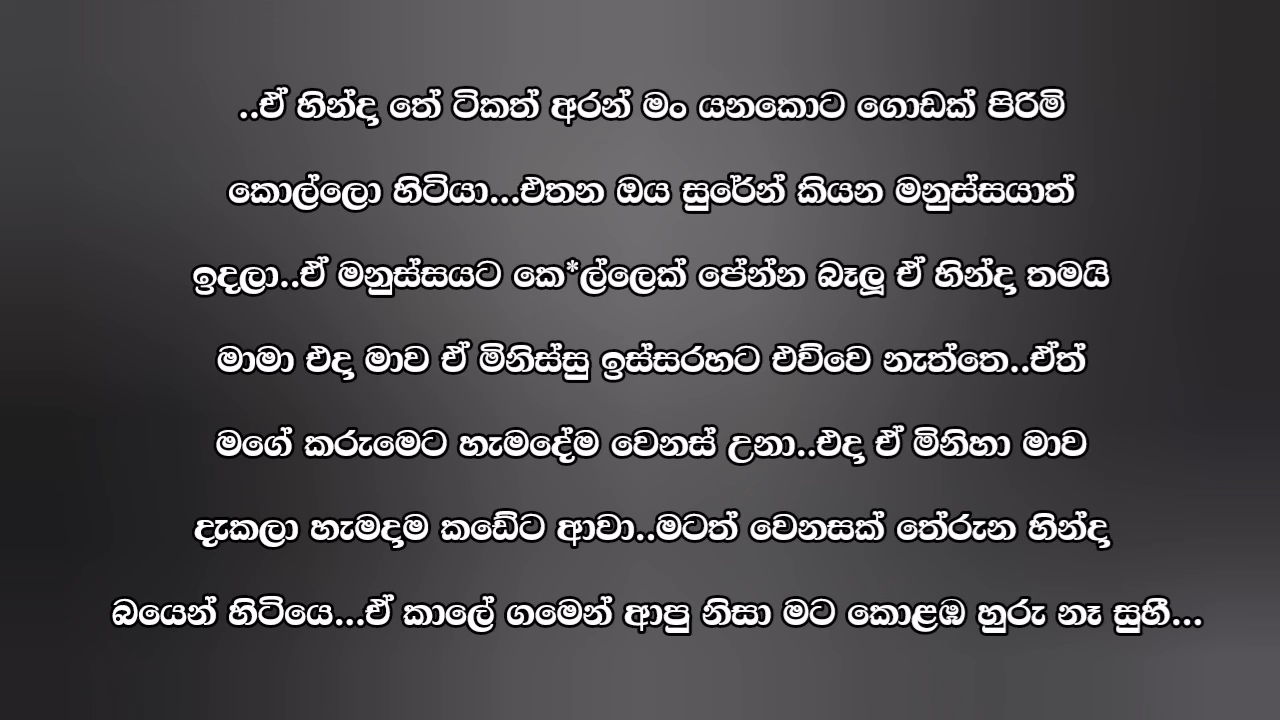 ..ඒ හින්දා තේ ටිකත් අරන් මං යනකොට ගොඩක් පිරිමි
කොල්ලො හිටියා...එතන ඔය සුරේන් කියන මනුස්සයාත්
ඉදලා..ඒ මනුස්සයට කෙ*ල්ලෙක් පේන්න බෑලූ ඒ හින්දා තමයි
මාමා එදා මාව ඒ මිනිස්සු ඉස්සරහට එව්වෙ නැත්තෙ..ඒත්
මගේ කරුමෙට හැමදේම වෙනස් උනා..එදා ඒ මිනිහා මාව
දැකලා හැමදාම කඩේට ආවා..මටත් වෙනසක් තේරුන හින්දා
බයෙන් හිටියෙ...ඒ කාලේ ගමෙන් ආපු නිසා මට කොළඹ හුරු නෑ සුහී...